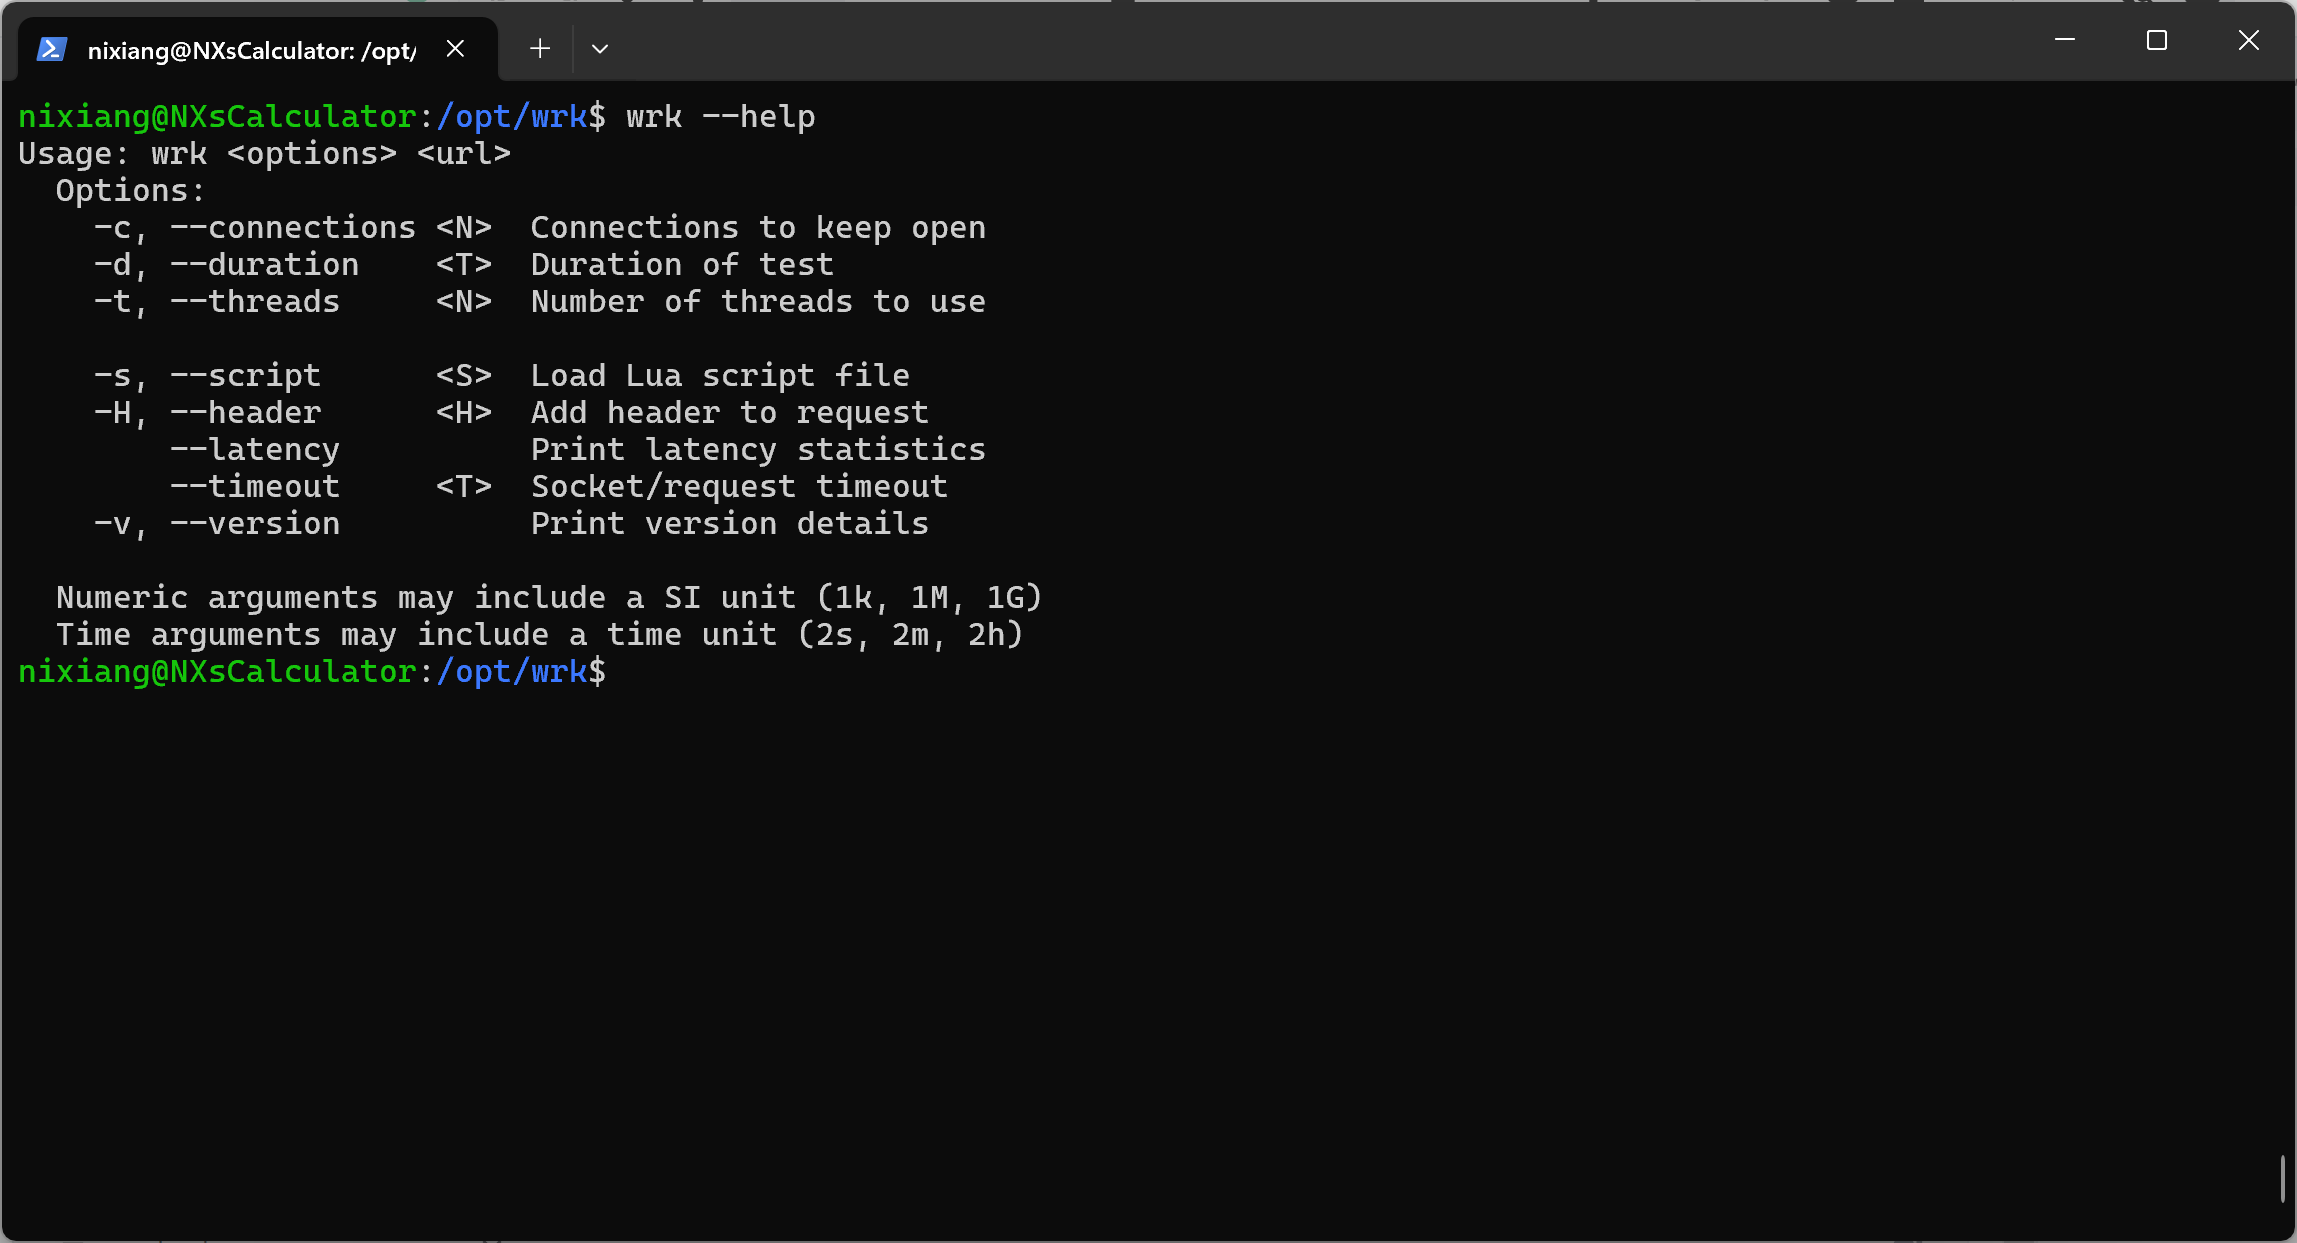 nixiang@NXsCalculator: /opt/
nixiang@NXsCalculator:/opt/wrk$ wrk --help
Usage: wrk <options> <url>
  Options:
    -c, --connections <N>  Connections to keep open
    -d, --duration    <T>  Duration of test
    -t, --threads     <N>  Number of threads to use

    -s, --script      <S>  Load Lua script file
    -H, --header      <H>  Add header to request
        --latency          Print latency statistics
        --timeout     <T>  Socket/request timeout
    -v, --version          Print version details

  Numeric arguments may include a SI unit (1k, 1M, 1G)
  Time arguments may include a time unit (2s, 2m, 2h)
nixiang@NXsCalculator:/opt/wrk$